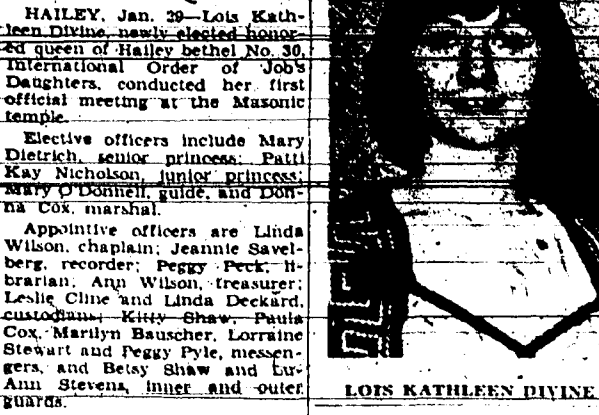 HAILEY, Jan. 29—Lois Kath-
leen Divine, newly elected honor-
ed queen of Hailey bethel No. 30,
International Order of Job's
Daughters, conducted her first
official meeting at the Masonic
temple.
Elective officers include Mary
Dietrich, senior princess; Patti
Kay Nicholson, junior princess;
Mary O'Donnell, guide, and Don-
na Cox, marshal.
Appointive officers are Linda
Wilson, chaplain; Jeannie Savel-
berg, recorder; Peggy Peck, li-
brarian; Ann Wilson, treasurer;
Leslie Cline and Linda Deckard,
custodians; Kitty Shaw, Paula
Cox, Marilyn Bauscher, Lorraine
Stewart and Peggy Pyle, messen-
gers, and Betsy Shaw and Lu-
Ann Stevens, inner and outer
guards.
LOIS KATHLEEN DIVINE